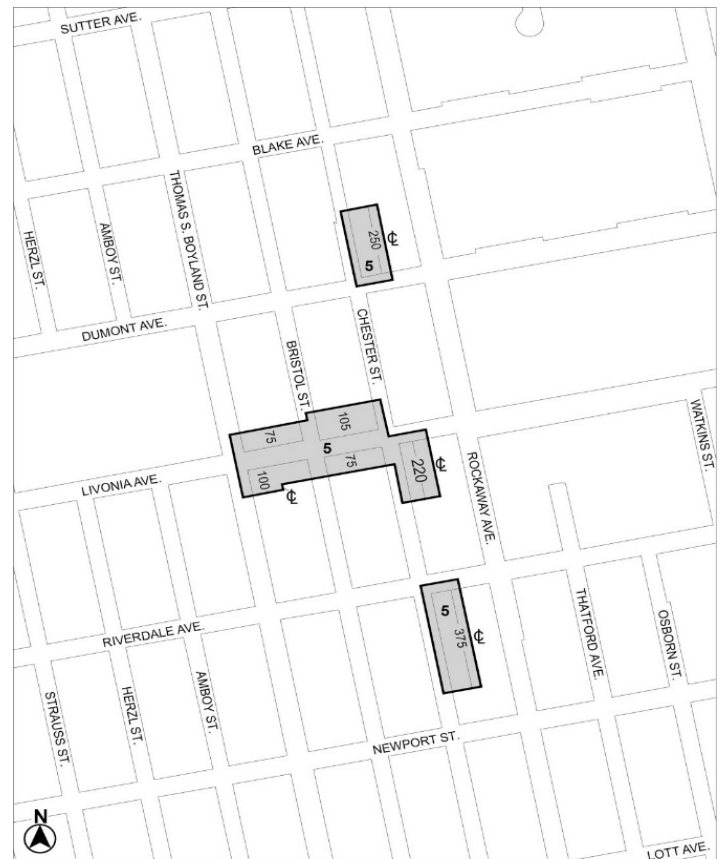 SUTTER AVE.
BLAKE AVE.
THOMAS S. BOYLAND ST.
AMBOY ST.
HERZL ST.
250
℄
5
DUMONT AVE.
CHESTER ST.
BRISTOL ST.
WATKINS ST.
105
75
5
75
100
℄
220
℄
ROCKAWAY AVE.
LIVONIA AVE.
5
375
℄
THATFORD AVE.
OSBORN ST.
RIVERDALE AVE.
AMBOY ST.
HERZL ST.
STRAUSS ST.
NEWPORT ST.
N
LOTT AVE.